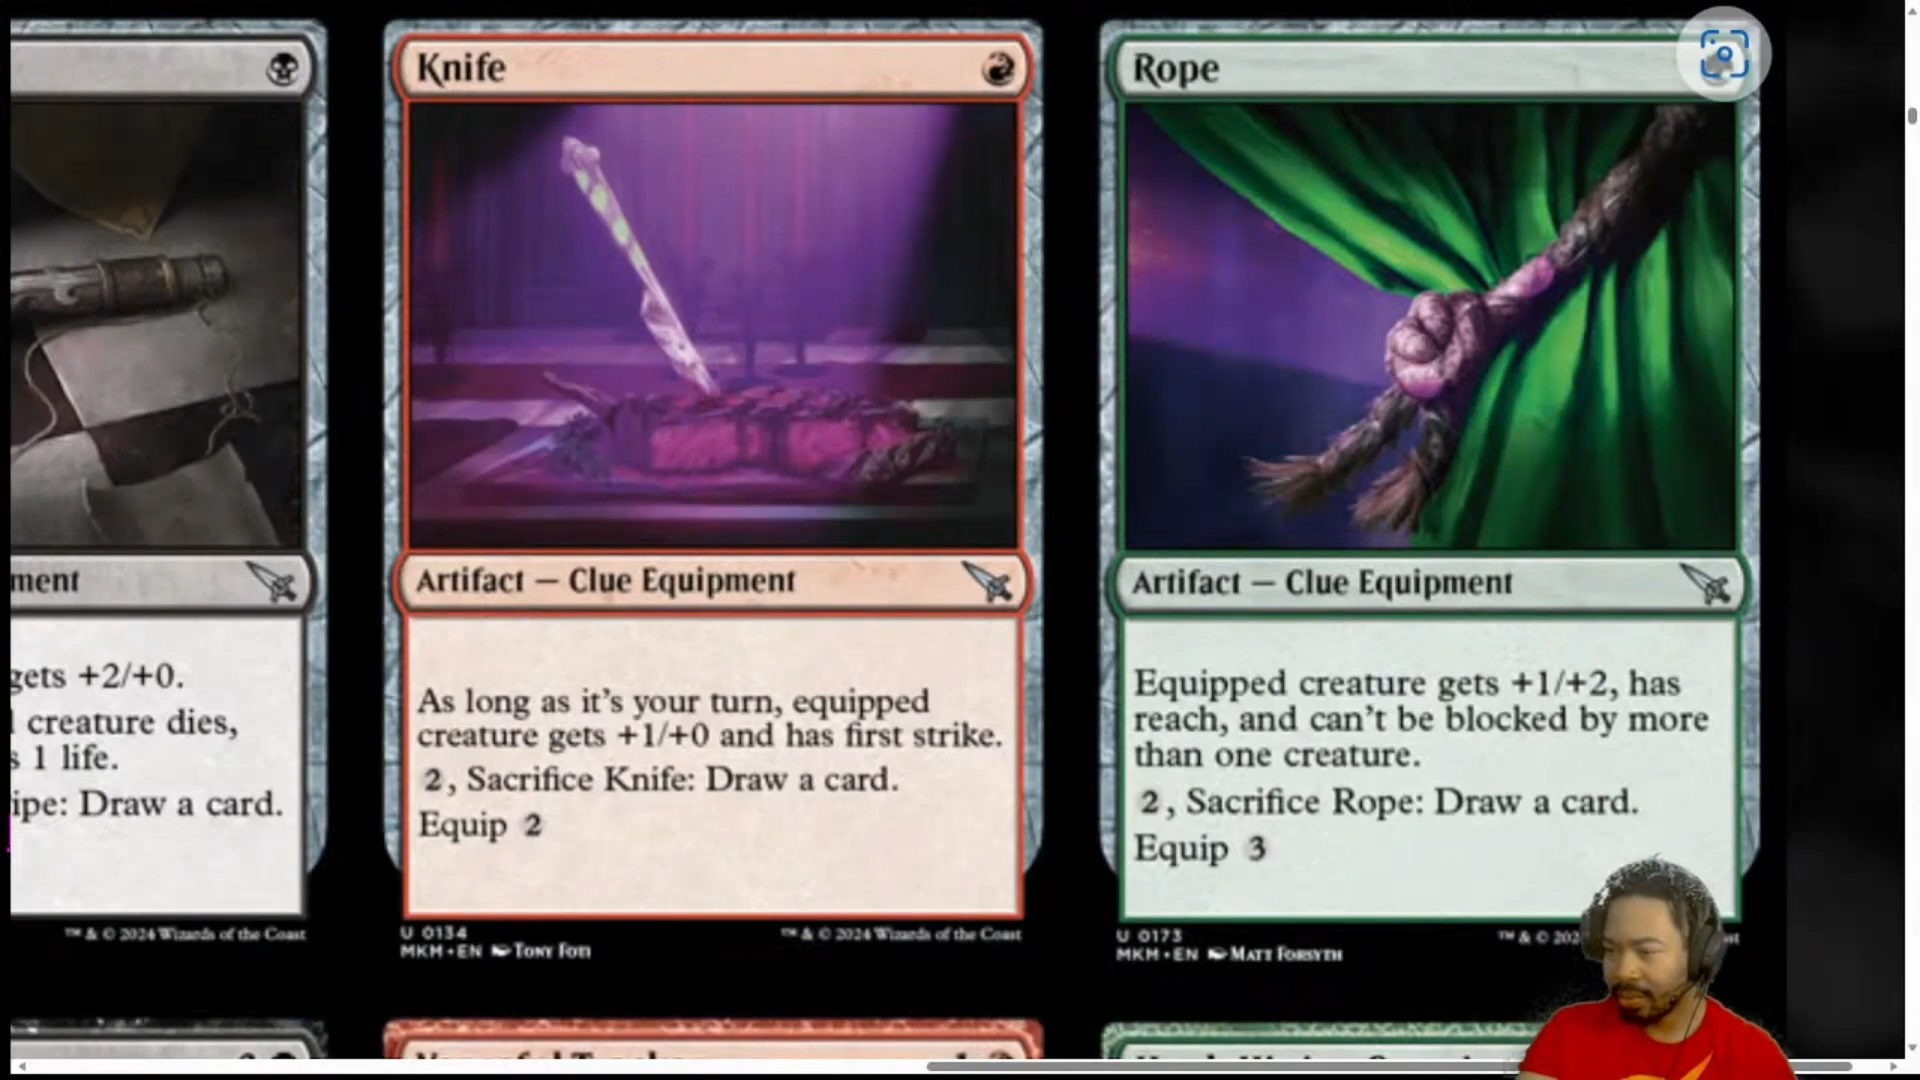 Knife
Rope
ment
Artifact — Clue Equipment
Artifact — Clue Equipment
gets +2/+0.
creature dies,
s 1 life.
ipe: Draw a card.
As long as it's your turn, equipped
creature gets +1/+0 and has first strike.
2, Sacrifice Knife: Draw a card.
Equip 2
Equipped creature gets +1/+2, has
reach, and can't be blocked by more
than one creature.
2, Sacrifice Rope: Draw a card.
Equip 3
™ & © 2024 Wizards of the Coast
U 0134
MKM • EN Tony Foti
™ & © 2024 Wizards of the Coast
U 0173
MKM • EN Matt Forsyth
™ & © 202
st